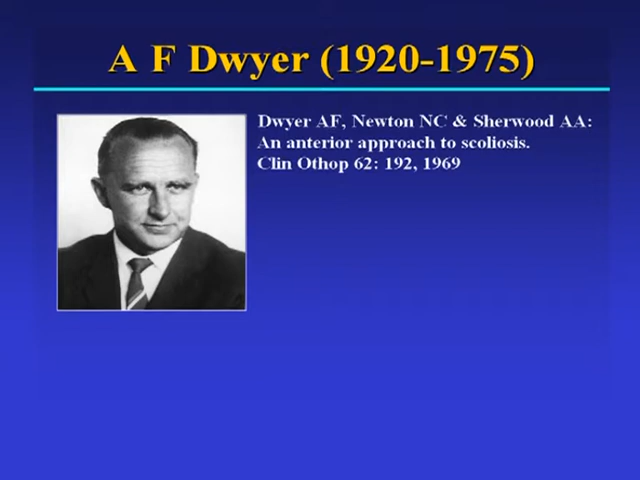 A F Dwyer (1920-1975)
Dwyer AF, Newton NC & Sherwood AA:
An anterior approach to scoliosis.
Clin Othop 62: 192, 1969